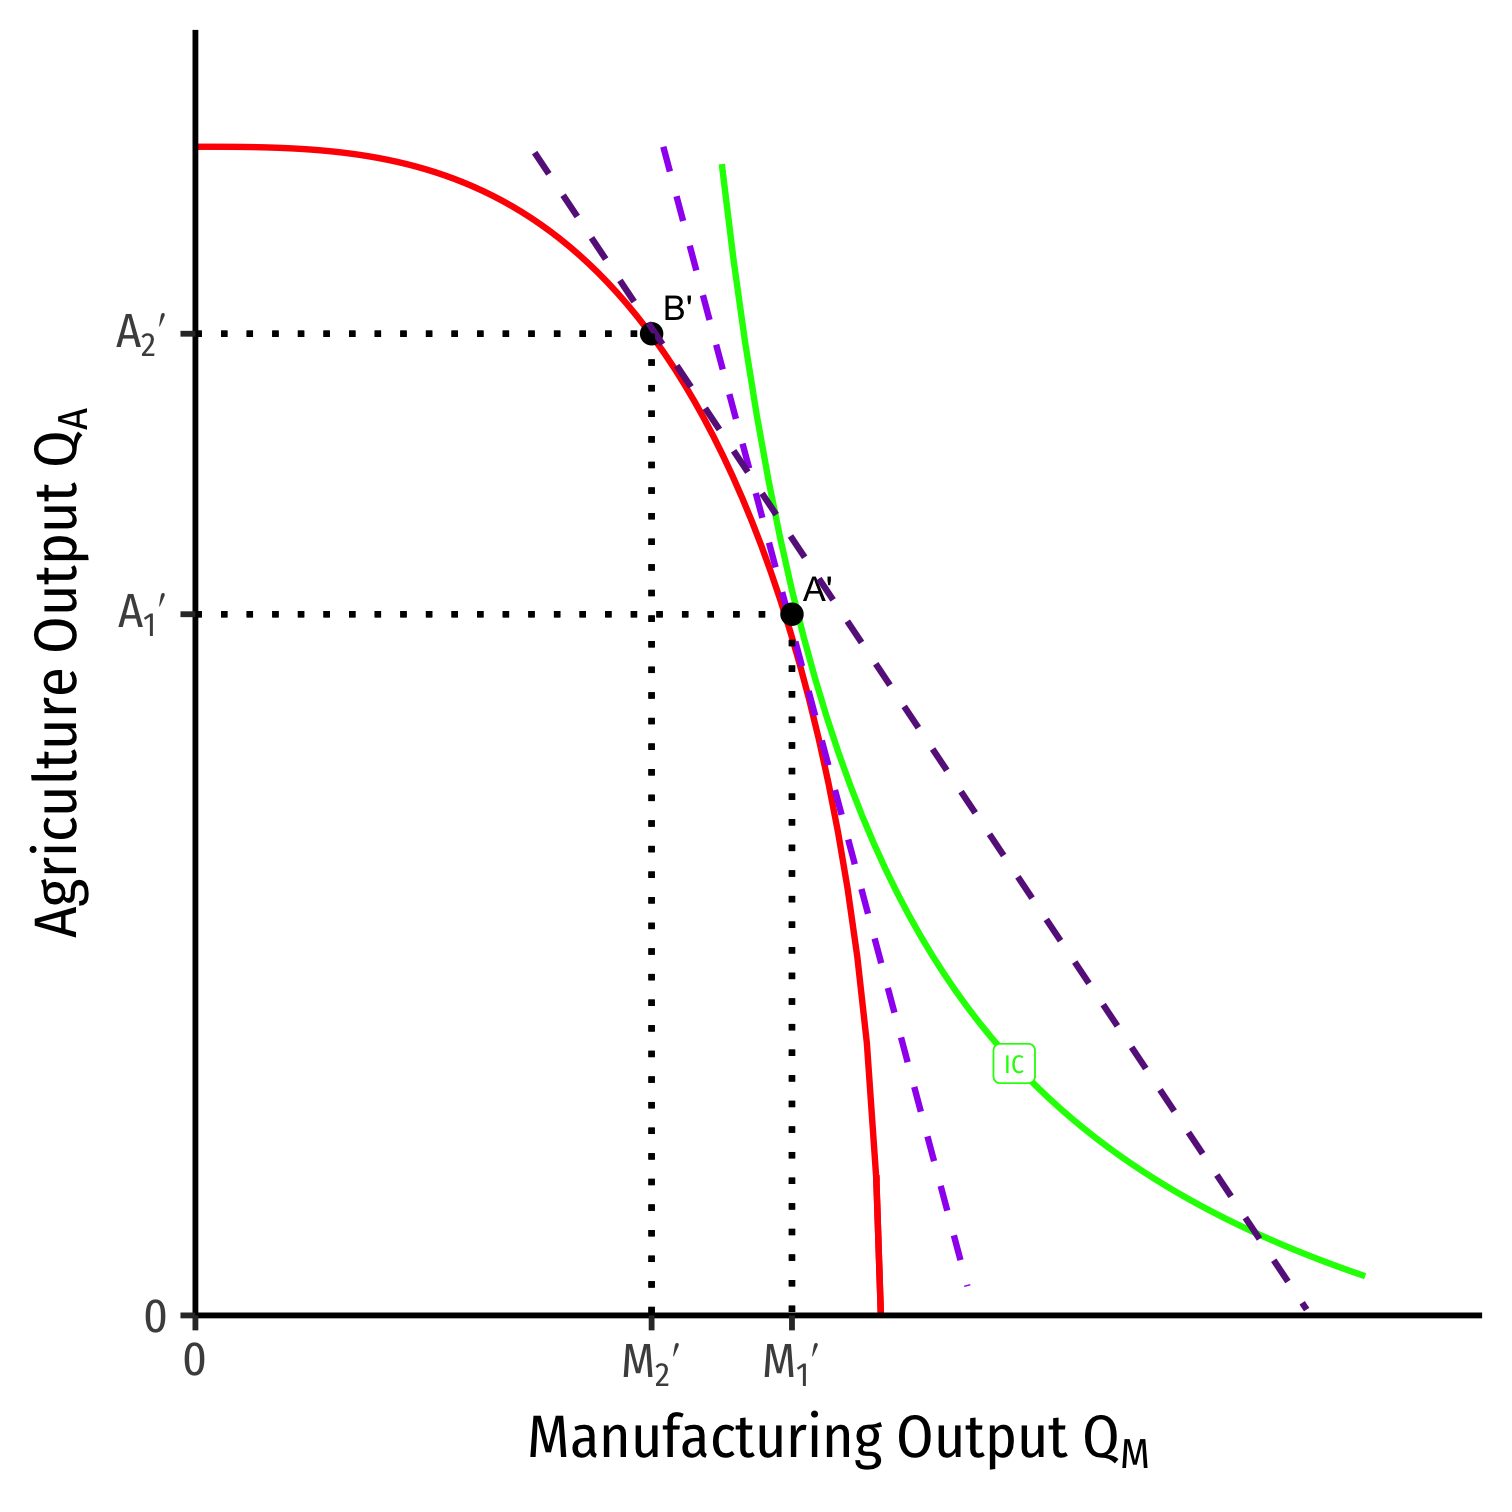 Agriculture Output Q_A
A₂′
A₁′
0
B'
A'
IC
0
M₂′
M₁′
Manufacturing Output Q_M